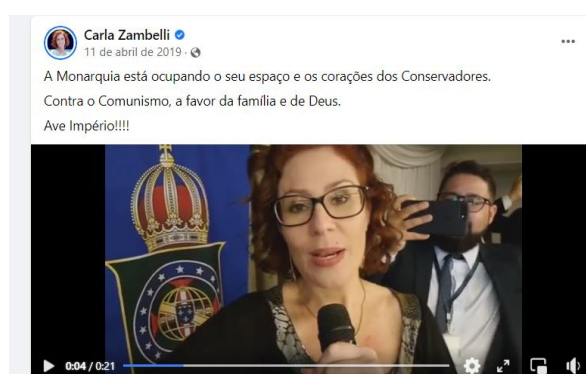 Carla Zambelli
11 de abril de 2019 ·
A Monarquia está ocupando o seu espaço e os corações dos Conservadores.
Contra o Comunismo, a favor da família e de Deus.
Ave Império!!!!
0:04 / 0:21